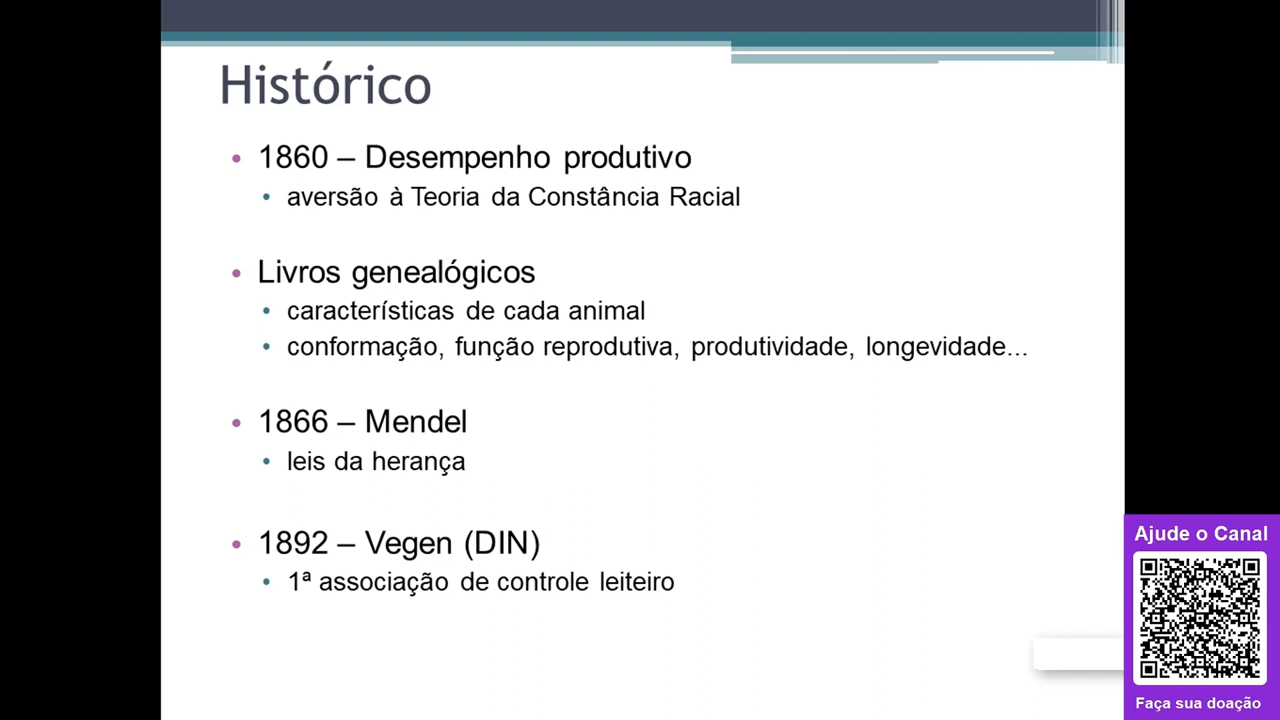 Histórico
• 1860 – Desempenho produtivo
• aversão à Teoria da Constância Racial
• Livros genealógicos
• características de cada animal
• conformação, função reprodutiva, produtividade, longevidade...
• 1866 – Mendel
• leis da herança
• 1892 – Vegen (DIN)
• 1ª associação de controle leiteiro
Ajude o Canal
Faça sua doação